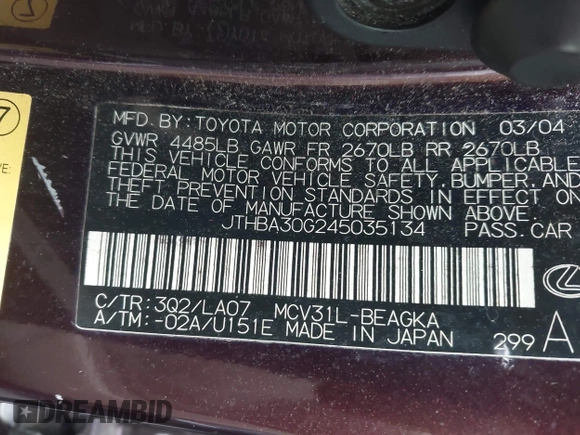 MFD. BY: TOYOTA MOTOR CORPORATION 03/04
GVWR 4485LB GAWR FR 2670LB RR 2670LB
THIS VEHICLE CONFORMS TO ALL APPLICABLE
FEDERAL MOTOR VEHICLE SAFETY, BUMPER, AND
THEFT PREVENTION STANDARDS IN EFFECT ON
THE DATE OF MANUFACTURE SHOWN ABOVE.
JTHBA30G245035134 PASS. CAR
C/TR: 3Q2/LA07 MCV31L-BEAGKA
A/TM: -02A/U151E MADE IN JAPAN
299 A
DREAMBID